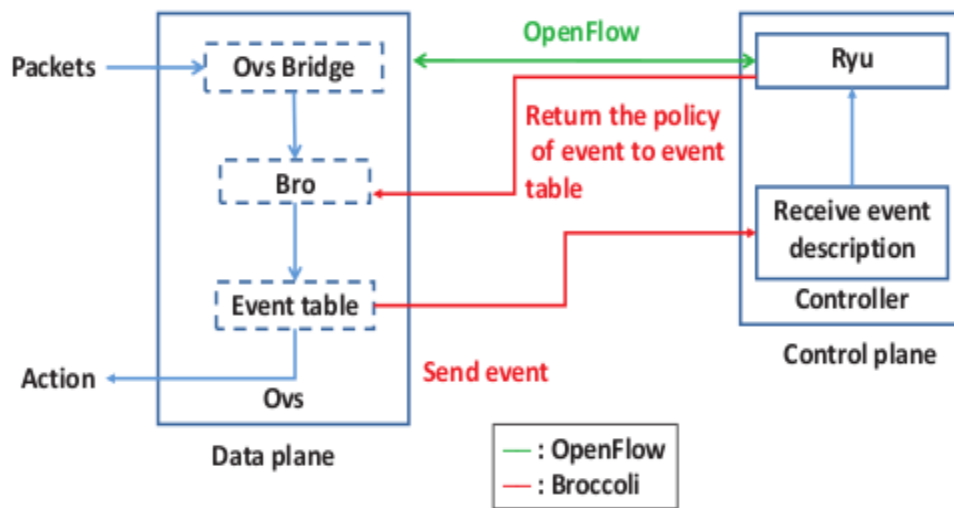 OpenFlow
Packets
Ovs Bridge
Ryu
Return the policy
of event to event
table
Bro
Receive event
description
Event table
Controller
Control plane
Send event
Action
Ovs
Data plane
: OpenFlow
: Broccoli